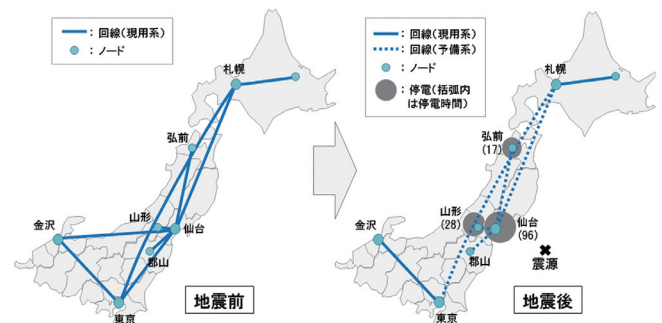 ：回線（現用系）
：ノード
札幌
弘前
山形
仙台
金沢
郡山
東京
地震前
：回線（現用系）
：回線（予備系）
：ノード
：停電（括弧内
は停電時間）
札幌
弘前
(17)
山形
(28)
仙台
(96)
金沢
郡山
震源
東京
地震後